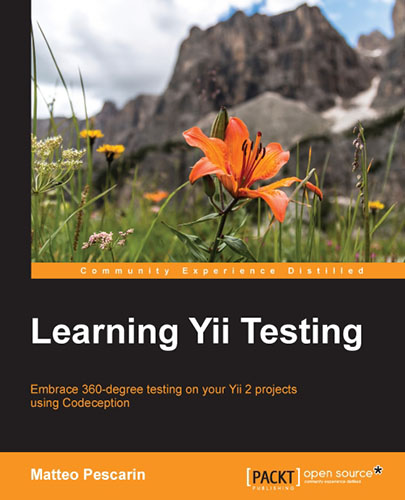 Community Experience Distilled
Learning Yii Testing
Embrace 360-degree testing on your Yii 2 projects
using Codeception
Matteo Pescarin
[PACKT] open source*
PUBLISHING community experience distilled